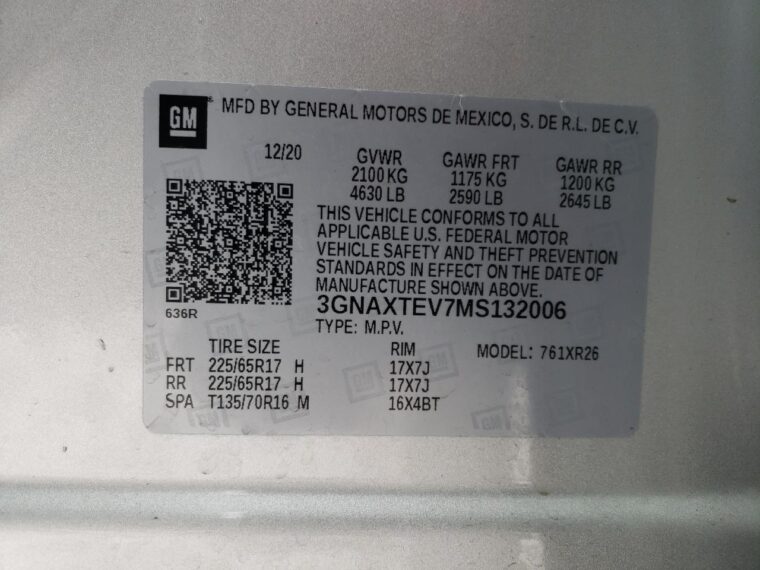 GM MFD BY GENERAL MOTORS DE MEXICO, S. DE R.L. DE C.V.
12/20 GVWR GAWR FRT GAWR RR
2100 KG 1175 KG 1200 KG
4630 LB 2590 LB 2645 LB
THIS VEHICLE CONFORMS TO ALL
APPLICABLE U.S. FEDERAL MOTOR
VEHICLE SAFETY AND THEFT PREVENTION
STANDARDS IN EFFECT ON THE DATE OF
MANUFACTURE SHOWN ABOVE.
3GNAXTEV7MS132006
636R
TYPE: M.P.V.
TIRE SIZE RIM MODEL: 761XR26
FRT 225/65R17 H 17X7J
RR 225/65R17 H 17X7J
SPA T135/70R16 M 16X4BT